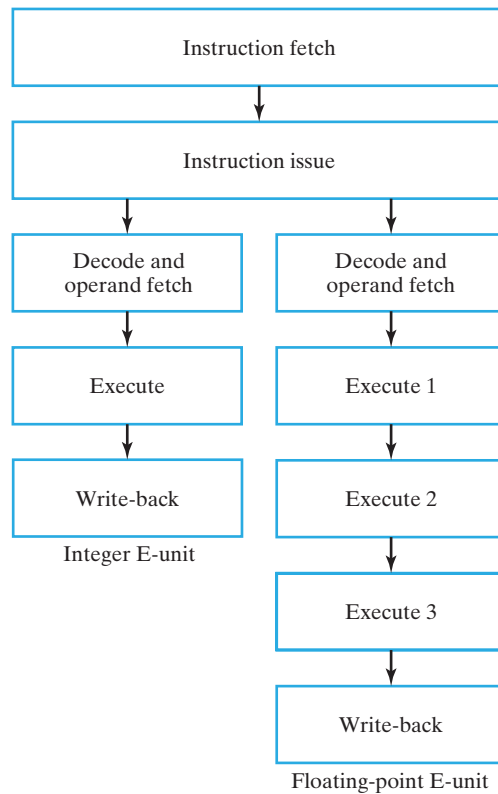 Instruction fetch
Instruction issue
Decode and
operand fetch
Execute
Write-back
Integer E-unit
Decode and
operand fetch
Execute 1
Execute 2
Execute 3
Write-back
Floating-point E-unit